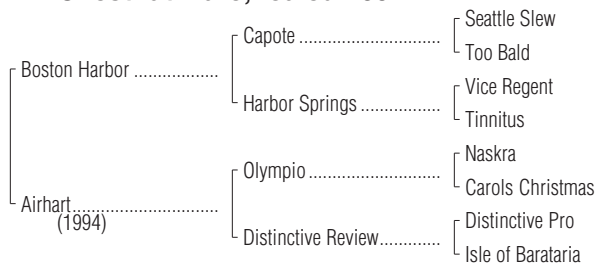 Seattle Slew
Capote
Too Bald
Boston Harbor
Vice Regent
Harbor Springs
Tinnitus
Naskra
Olympio
Carols Christmas
Airhart
(1994)
Distinctive Pro
Distinctive Review
Isle of Barataria